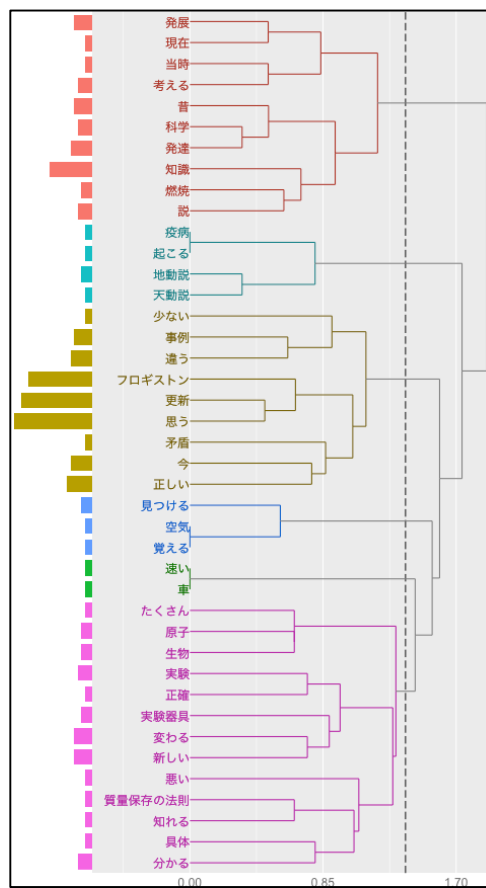 発展
現在
当時
考える
昔
科学
発達
知識
燃焼
説
疫病
起こる
地動説
天動説
少ない
事例
違う
フロギストン
更新
思う
矛盾
今
正しい
見つける
空気
覚える
速い
車
たくさん
原子
生物
実験
正確
実験器具
変わる
新しい
悪い
質量保存の法則
知れる
具体
分かる
0.00 0.85 1.70